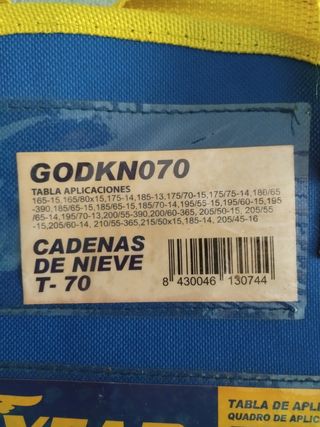 GODKN070
TABLA APLICACIONES
165-15,165/80x15,175-14,185-13,175/70-15,175/75-14,186/65
-390,185/65-15,185/65-15,185/70-14,195/55-15,195/60-15,195
/65-14,195/70-13,200/55-390,200/60-365, 205/50-15, 205/55
-15,205/60-14, 210/55-365,215/50x15,185-14, 205/45-16
CADENAS
DE NIEVE
T- 70
8 430046 130744
YEAR
TABLA DE APLI
QUADRO DE APLIC